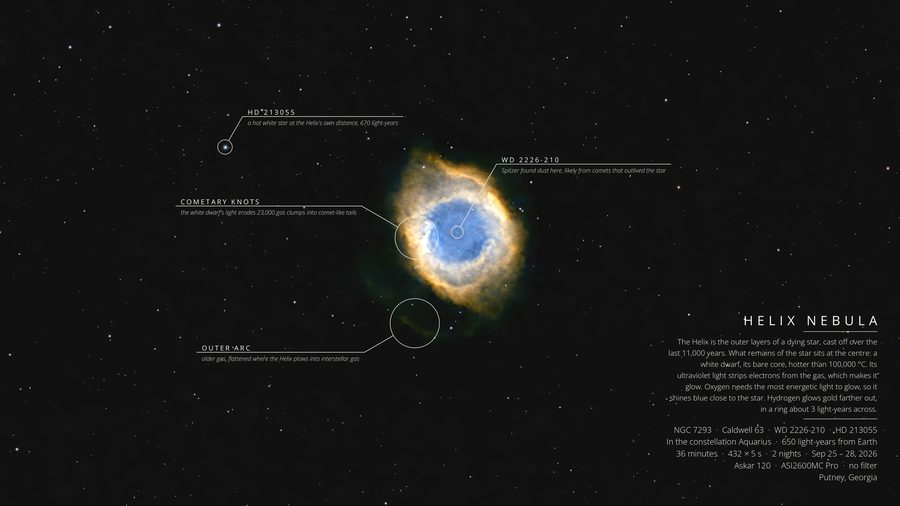 HD 213055
a hot white star at the Helix's own distance, 670 light-years
WD 2226-210
Spitzer found dust here, likely from comets that outlived the star
COMETARY KNOTS
the white dwarf's light erodes 23,000 gas clumps into comet-like tails
OUTER ARC
older gas, flattened where the Helix plows into interstellar gas
HELIX NEBULA
The Helix is the outer layers of a dying star, cast off over the
last 11,000 years. What remains of the star sits at the centre: a
white dwarf, its bare core, hotter than 100,000 °C. Its
ultraviolet light strips electrons from the gas, which makes it
glow. Oxygen needs the most energetic light to glow, so it
shines blue close to the star. Hydrogen glows gold farther out,
in a ring about 3 light-years across.
NGC 7293 · Caldwell 63 · WD 2226-210 · HD 213055
In the constellation Aquarius · 650 light-years from Earth
36 minutes · 432 × 5 s · 2 nights · Sep 25 – 28, 2026
Askar 120 · ASI2600MC Pro · no filter
Putney, Georgia